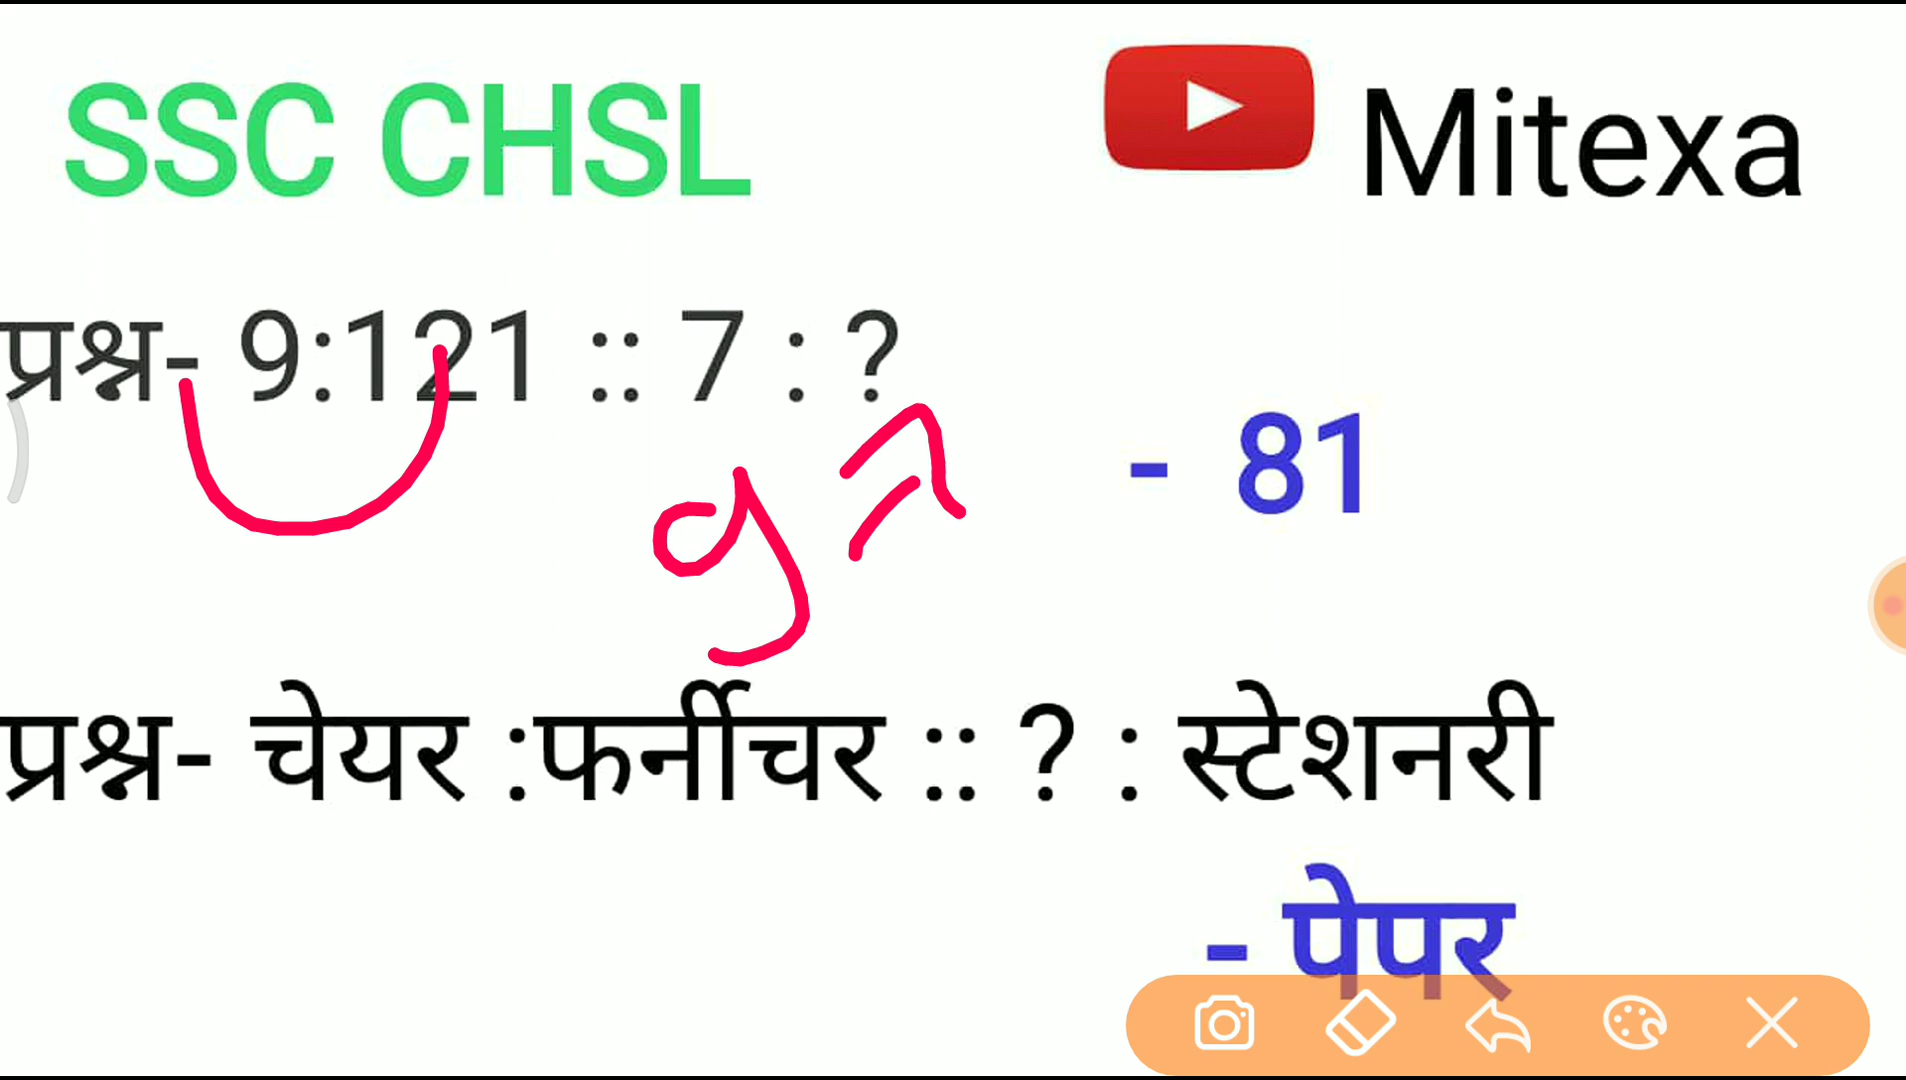 SSC CHSL Mitexa
प्रश्न- 9:121 :: 7 : ?
- 81
9
प्रश्न- चेयर :फर्नीचर :: ? : स्टेशनरी
- पेपर